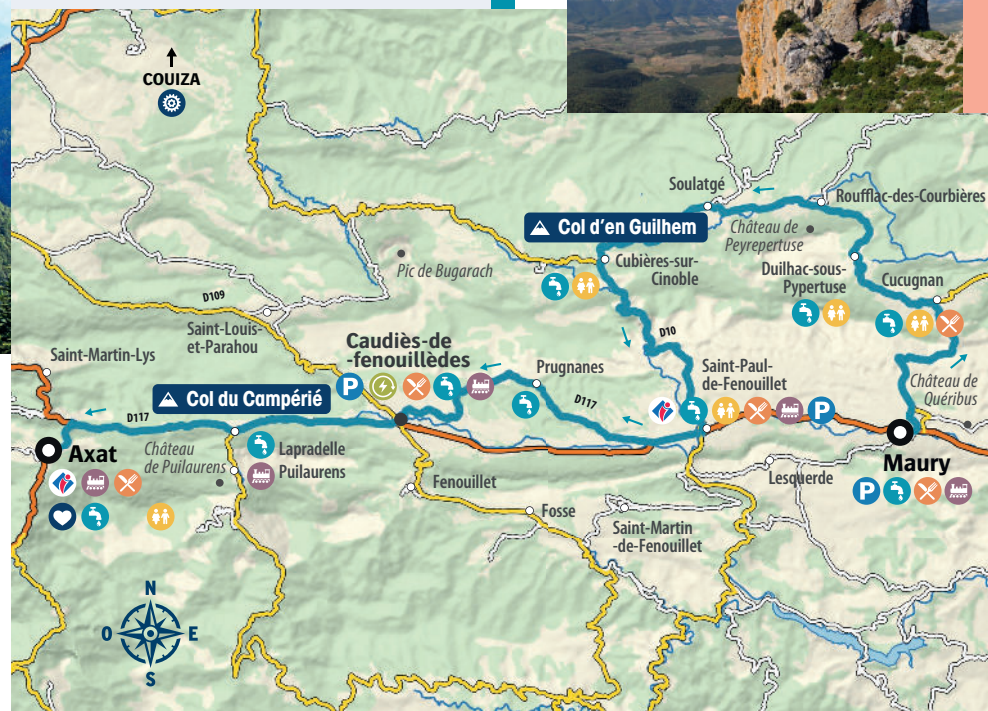 COUIZA
Soulatgé
Roufflac-des-Courbières
Col d'en Guilhem
Château de
Peyrepertuse
Pic de Bugarach
Cubières-sur-
Cinoble
Duilhac-sous-
Pypertuse
Cucugnan
D109
Saint-Louis-
et-Parahou
D10
Saint-Martin-Lys
Caudiès-de
-fenouillèdes
P
Prugnanes
Saint-Paul-
de-Fenouillet
P
Château de
Quéribus
Col du Campérié
D117
D117
Axat
Château
de Puilaurens
Lapradelle
Puilaurens
Maury
P
Fenouillet
Lesquerde
Fosse
Saint-Martin
-de-Fenouillet
N
O
E
S